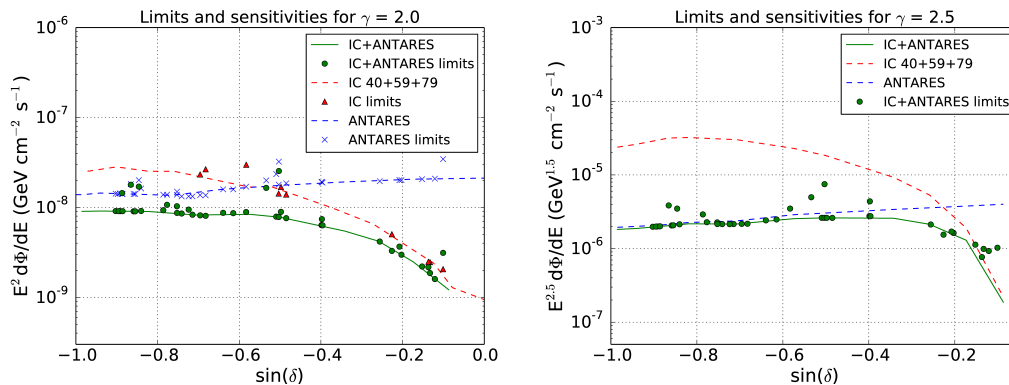 Limits and sensitivities for γ = 2.0
10⁻⁶
10⁻⁷
10⁻⁸
10⁻⁹
E² dΦ/dE (GeV cm⁻² s⁻¹)
IC+ANTARES
IC+ANTARES limits
IC 40+59+79
IC limits
ANTARES
ANTARES limits
−1.0 −0.8 −0.6 −0.4 −0.2 0.0
sin(δ)
Limits and sensitivities for γ = 2.5
10⁻³
10⁻⁴
10⁻⁵
10⁻⁶
10⁻⁷
E²·⁵ dΦ/dE (GeV¹·⁵ cm⁻² s⁻¹)
IC+ANTARES
IC 40+59+79
ANTARES
IC+ANTARES limits
−1.0 −0.8 −0.6 −0.4 −0.2
sin(δ)